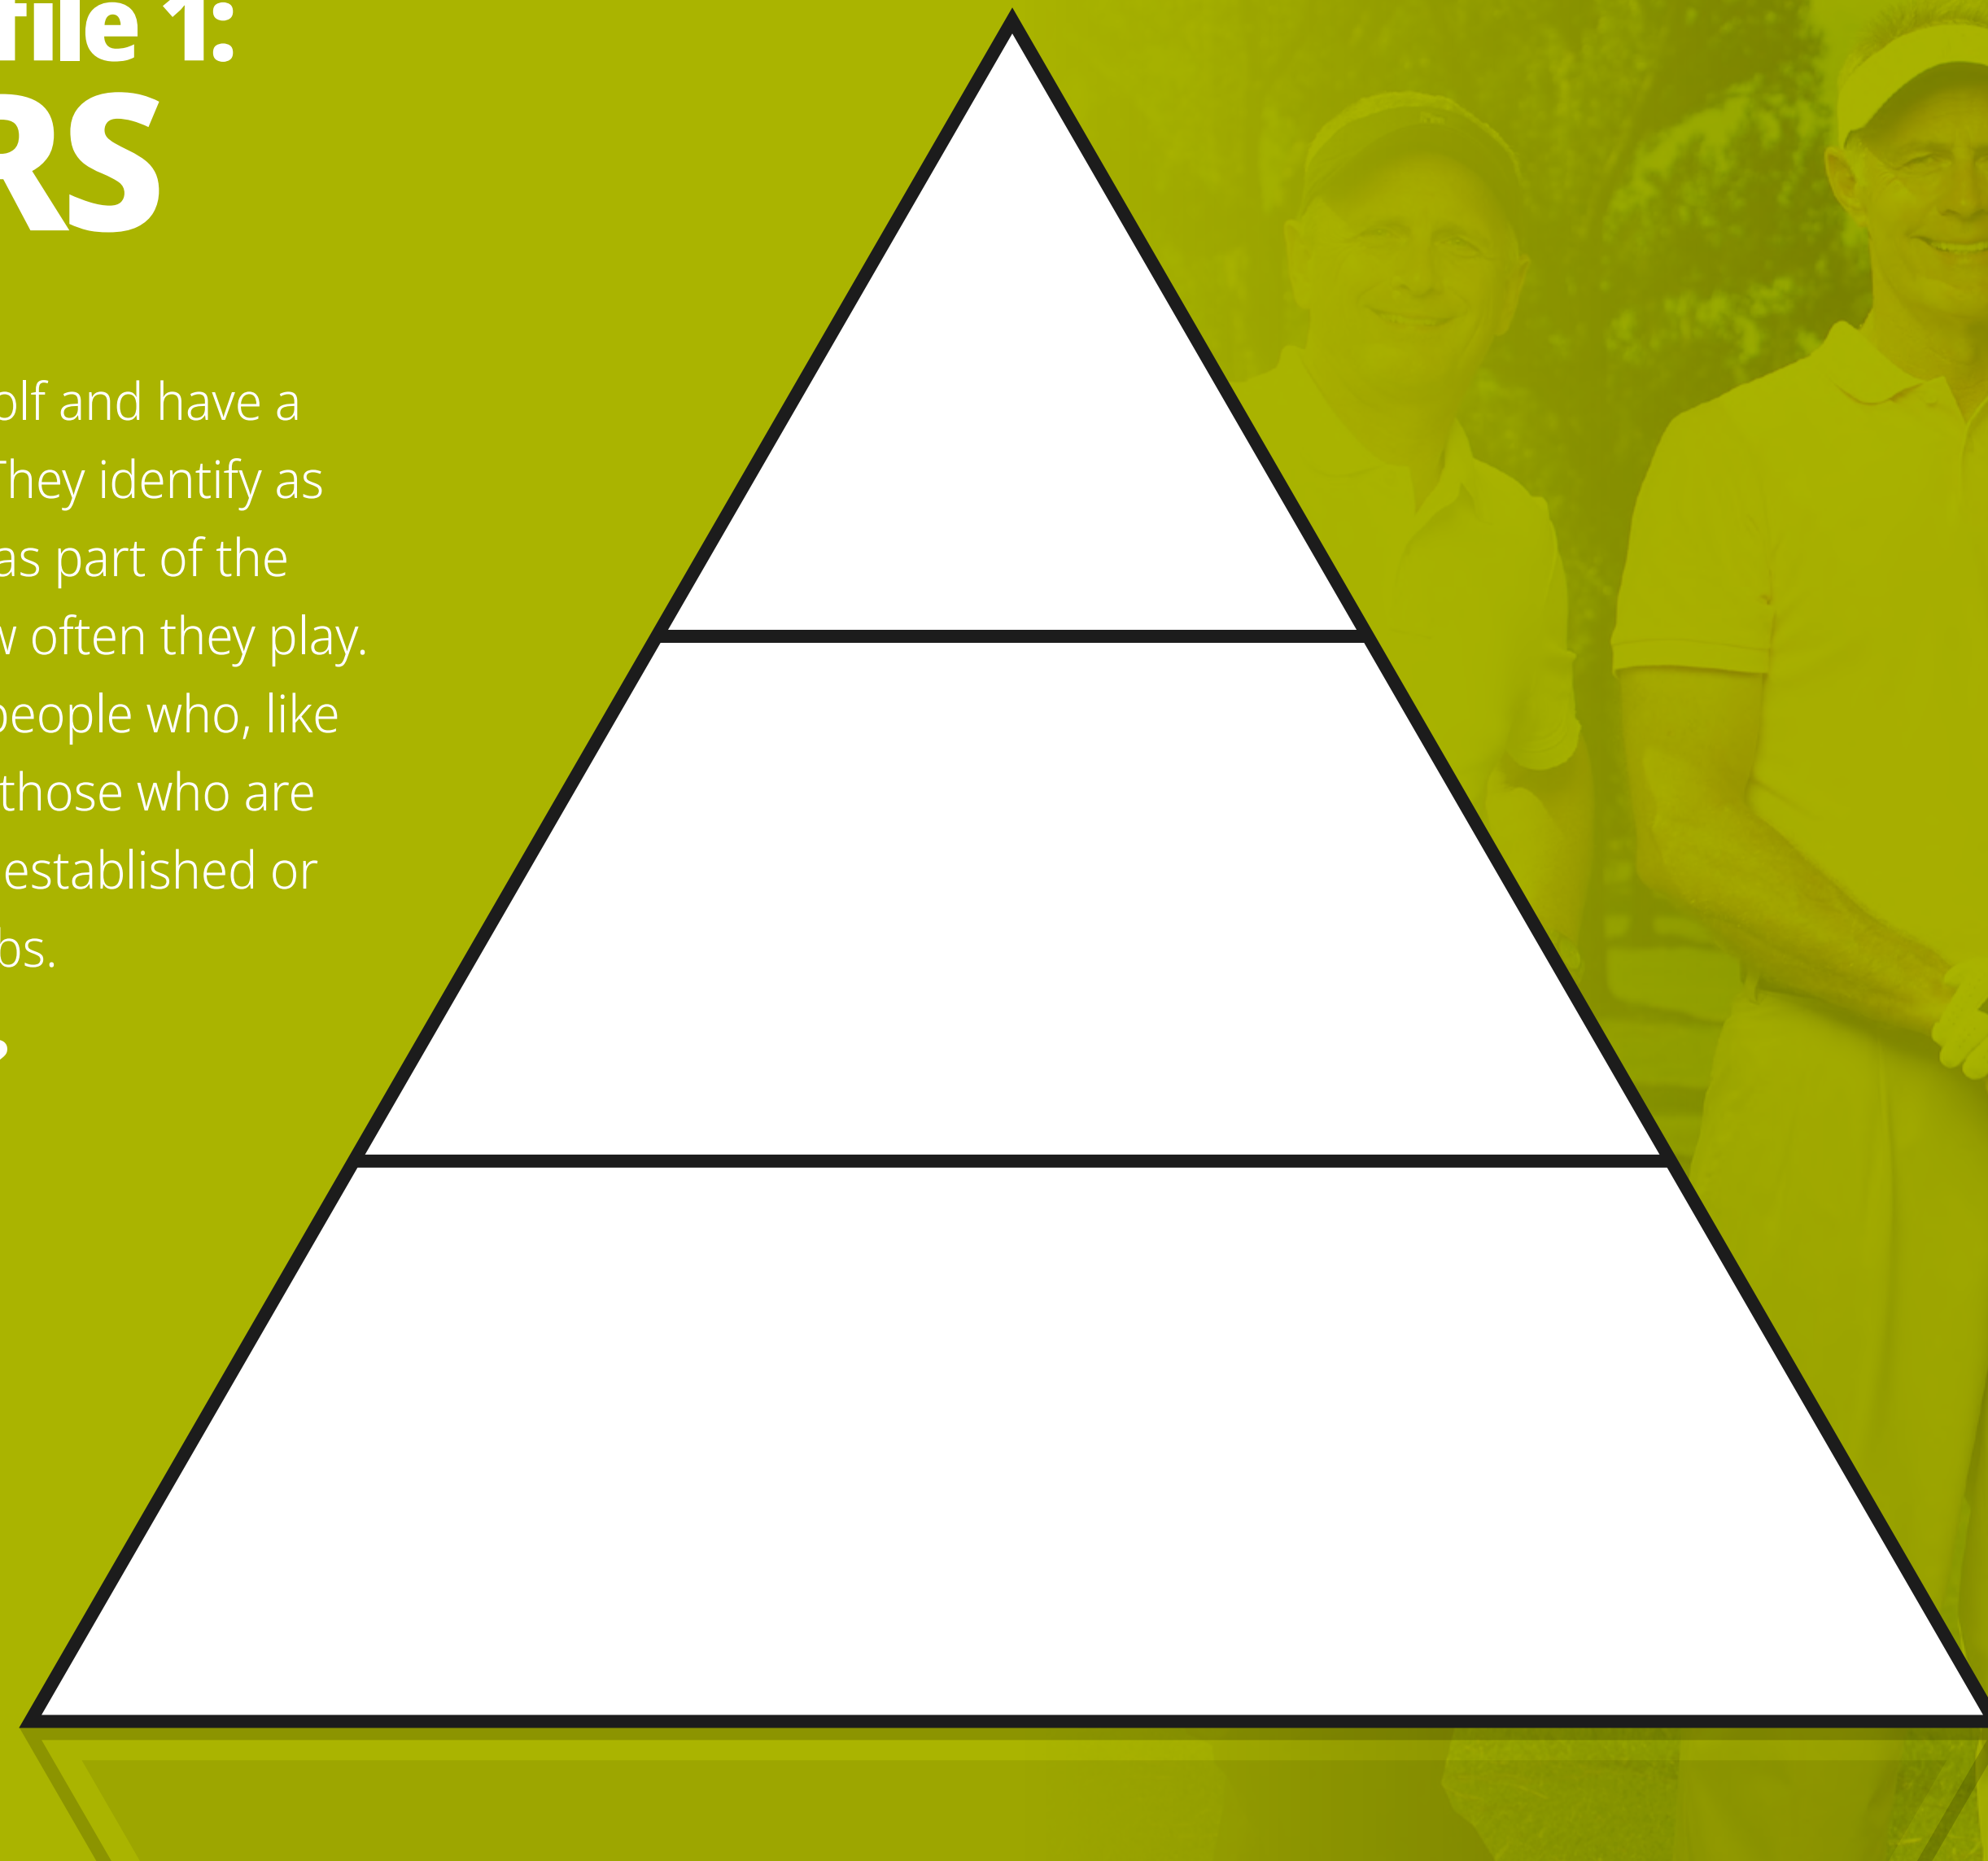 file 1:
RS
olf and have a
They identify as
as part of the
w often they play.
people who, like
those who are
established or
bs.